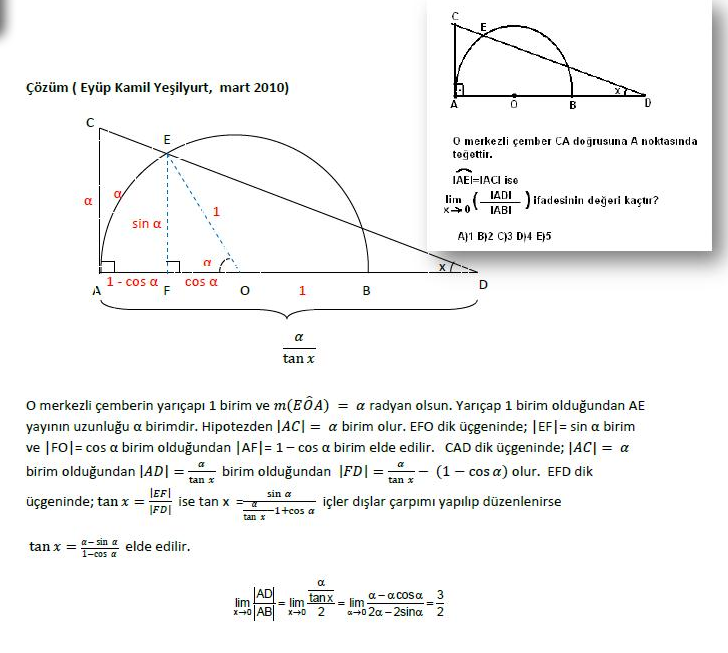 C
E
x
A O B D
O merkezli çember CA doğrusuna A noktasında
teğettir.
IAEI=IACI ise
lim x→0 ( IADI / IABI ) ifadesinin değeri kaçtır?
A)1 B)2 C)3 D)4 E)5
Çözüm ( Eyüp Kamil Yeşilyurt, mart 2010)
C
E
α
α
1
sin α
α
x
1 - cos α
cos α
A F O 1 B D
α / tan x
O merkezli çemberin yarıçapı 1 birim ve m(EÔA) = α radyan olsun. Yarıçap 1 birim olduğundan AE
yayının uzunluğu α birimdir. Hipotezden |AC| = α birim olur. EFO dik üçgeninde; |EF|= sin α birim
ve |FO|= cos α birim olduğundan |AF|= 1 − cos α birim elde edilir. CAD dik üçgeninde; |AC| = α
birim olduğundan |AD| = α / tan x birim olduğundan |FD| = α / tan x − (1 − cos α) olur. EFD dik
üçgeninde; tan x = |EF| / |FD| ise tan x = sin α / (α / tan x −1+cos α) içler dışlar çarpımı yapılıp düzenlenirse
tan x = α− sin α / 1−cos α elde edilir.
lim x→0 |AD| / |AB| = lim x→0 (α / tan x) / 2 = lim α→0 α − α cos α / 2α − 2sinα = 3 / 2